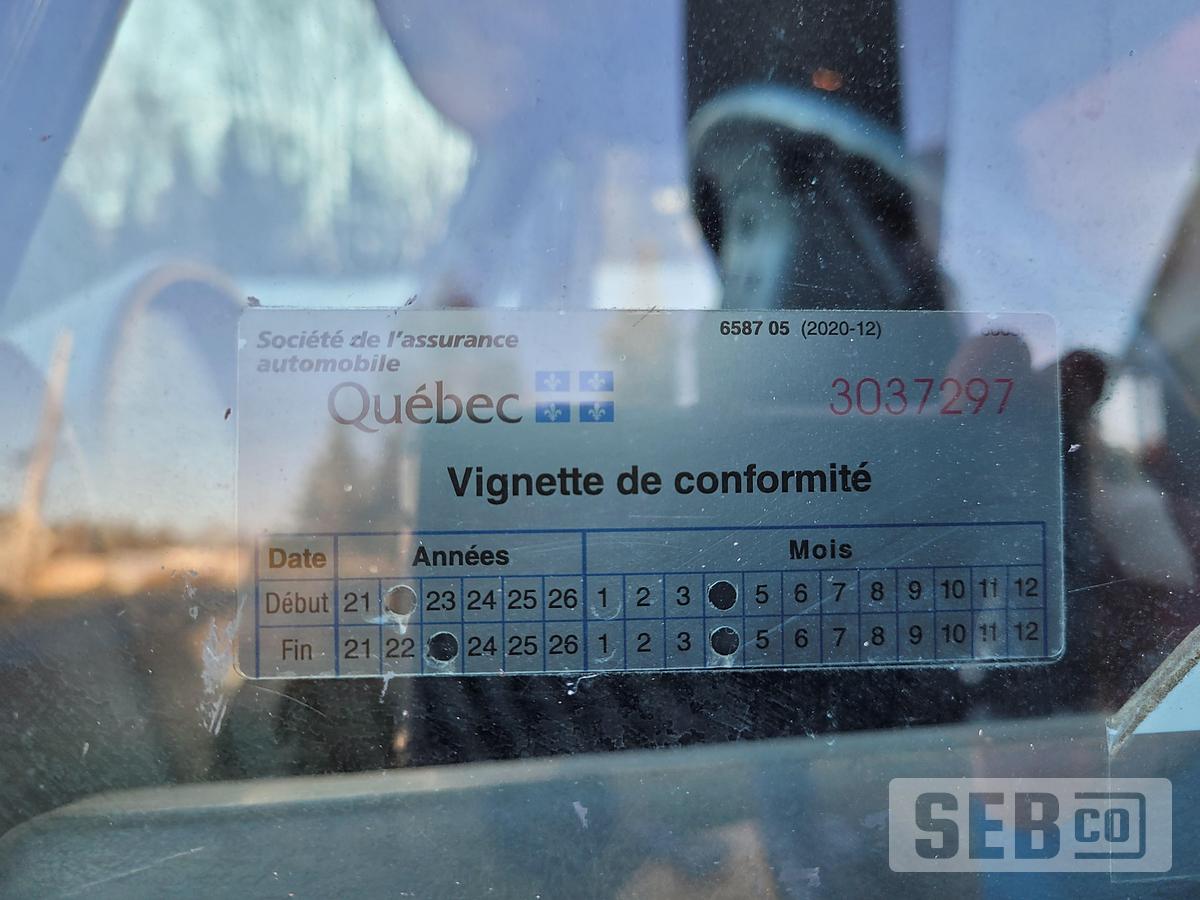 Société de l'assurance
automobile
Québec
6587 05 (2020-12)
3037297
Vignette de conformité
Date Années Mois
Début 21 23 24 25 26 1 2 3 5 6 7 8 9 10 11 12
Fin 21 22 24 25 26 1 2 3 5 6 7 8 9 10 11 12
SEB CO